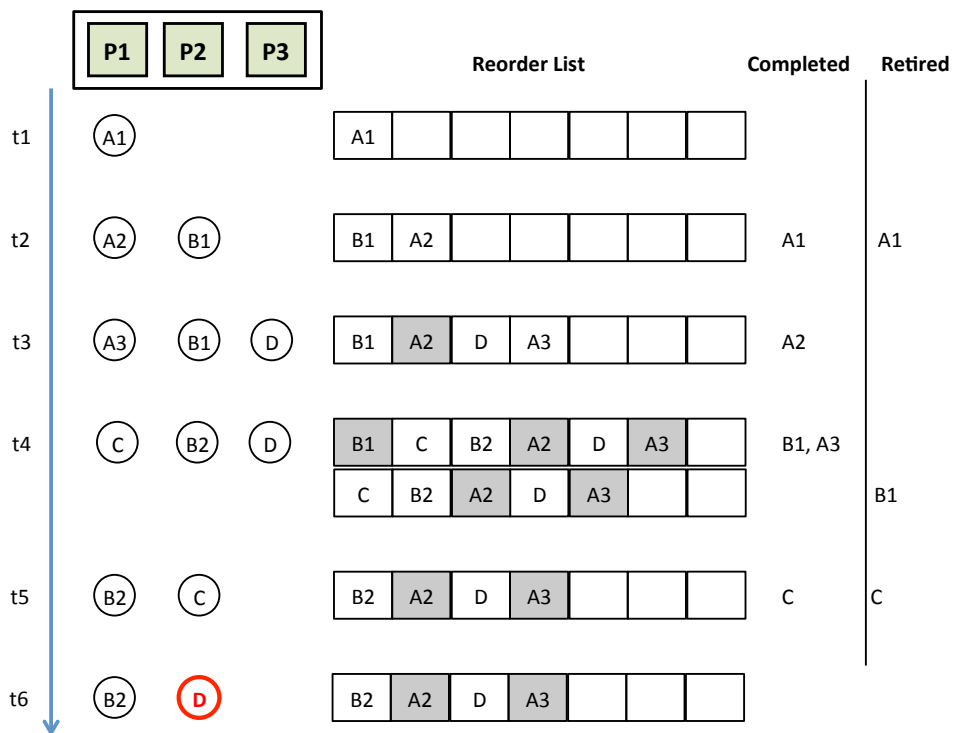 P1 P2 P3
Reorder List Completed Retired
t1 A1 A1
t2 A2 B1 B1 A2 A1 A1
t3 A3 B1 D B1 A2 D A3 A2
t4 C B2 D B1 C B2 A2 D A3 B1, A3
C B2 A2 D A3 B1
t5 B2 C B2 A2 D A3 C C
t6 B2 D B2 A2 D A3